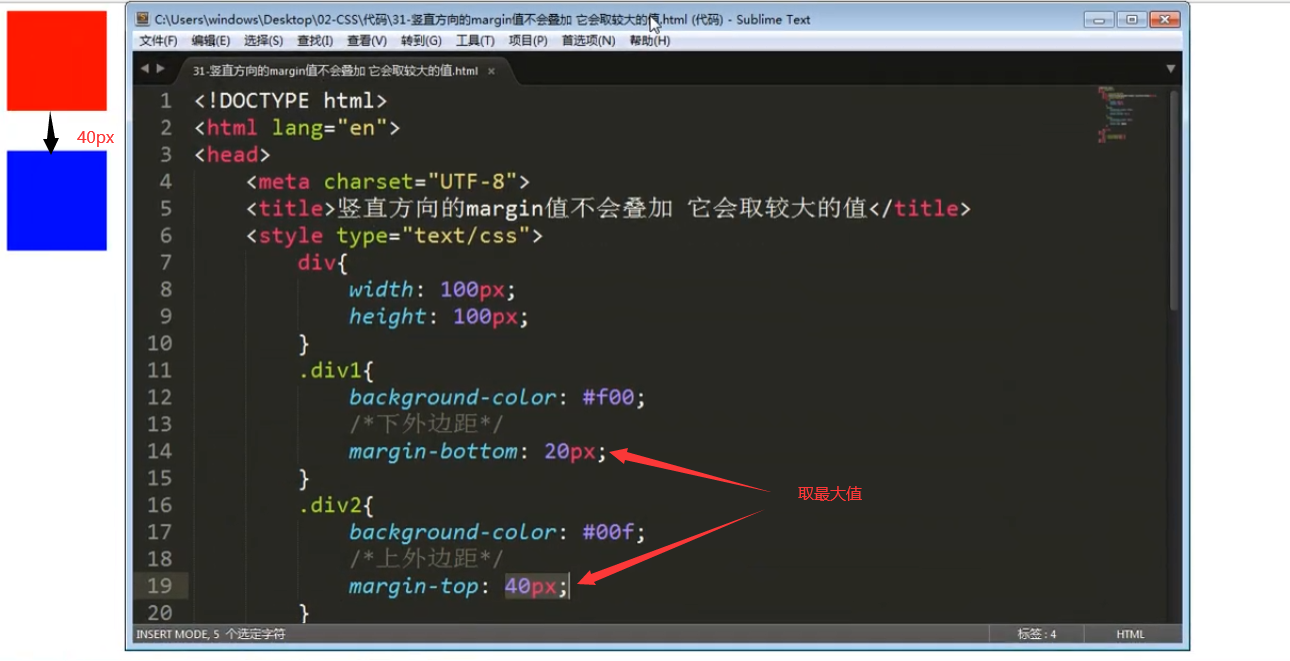 C:\Users\windows\Desktop\02-CSS\代码\31-竖直方向的margin值不会叠加 它会取较大的值.html (代码) - Sublime Text
文件(F) 编辑(E) 选择(S) 查找(I) 查看(V) 转到(G) 工具(T) 项目(P) 首选项(N) 帮助(H)
31-竖直方向的margin值不会叠加 它会取较大的值.html ×
40px
1 <!DOCTYPE html>
2 <html lang="en">
3 <head>
4 <meta charset="UTF-8">
5 <title>竖直方向的margin值不会叠加 它会取较大的值</title>
6 <style type="text/css">
7 div{
8 width: 100px;
9 height: 100px;
10 }
11 .div1{
12 background-color: #f00;
13 /*下外边距*/
14 margin-bottom: 20px;
15 }
取最大值
16 .div2{
17 background-color: #00f;
18 /*上外边距*/
19 margin-top: 40px;
20 }
INSERT MODE, 5 个选定字符 标签: 4 HTML